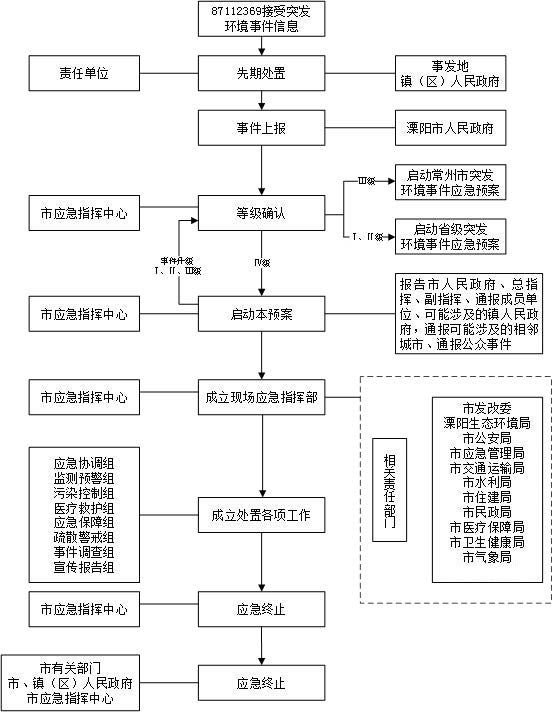 87112369接受突发
环境事件信息
责任单位
先期处置
事发地
镇（区）人民政府
事件上报
溧阳市人民政府
III级
启动常州市突发
环境事件应急预案
市应急指挥中心
等级确认
I、II级
启动省级突发
环境事件应急预案
事件升级
I、II、III级
IV级
市应急指挥中心
启动本预案
报告市人民政府、总
指挥、副指挥、通报成员单
位、可能涉及的镇人民政
府，通报可能涉及的相邻
城市、通报公众事件
市应急指挥中心
成立现场应急指挥部
相关责任部门
市发改委
溧阳生态环境局
市公安局
市应急管理局
市交通运输局
市水利局
市住建局
市民政局
市医疗保障局
市卫生健康局
市气象局
应急协调组
监测预警组
污染控制组
医疗救护组
应急保障组
疏散警戒组
事件调查组
宣传报告组
成立处置各项工作
市应急指挥中心
应急终止
市有关部门
市、镇（区）人民政府
市应急指挥中心
应急终止